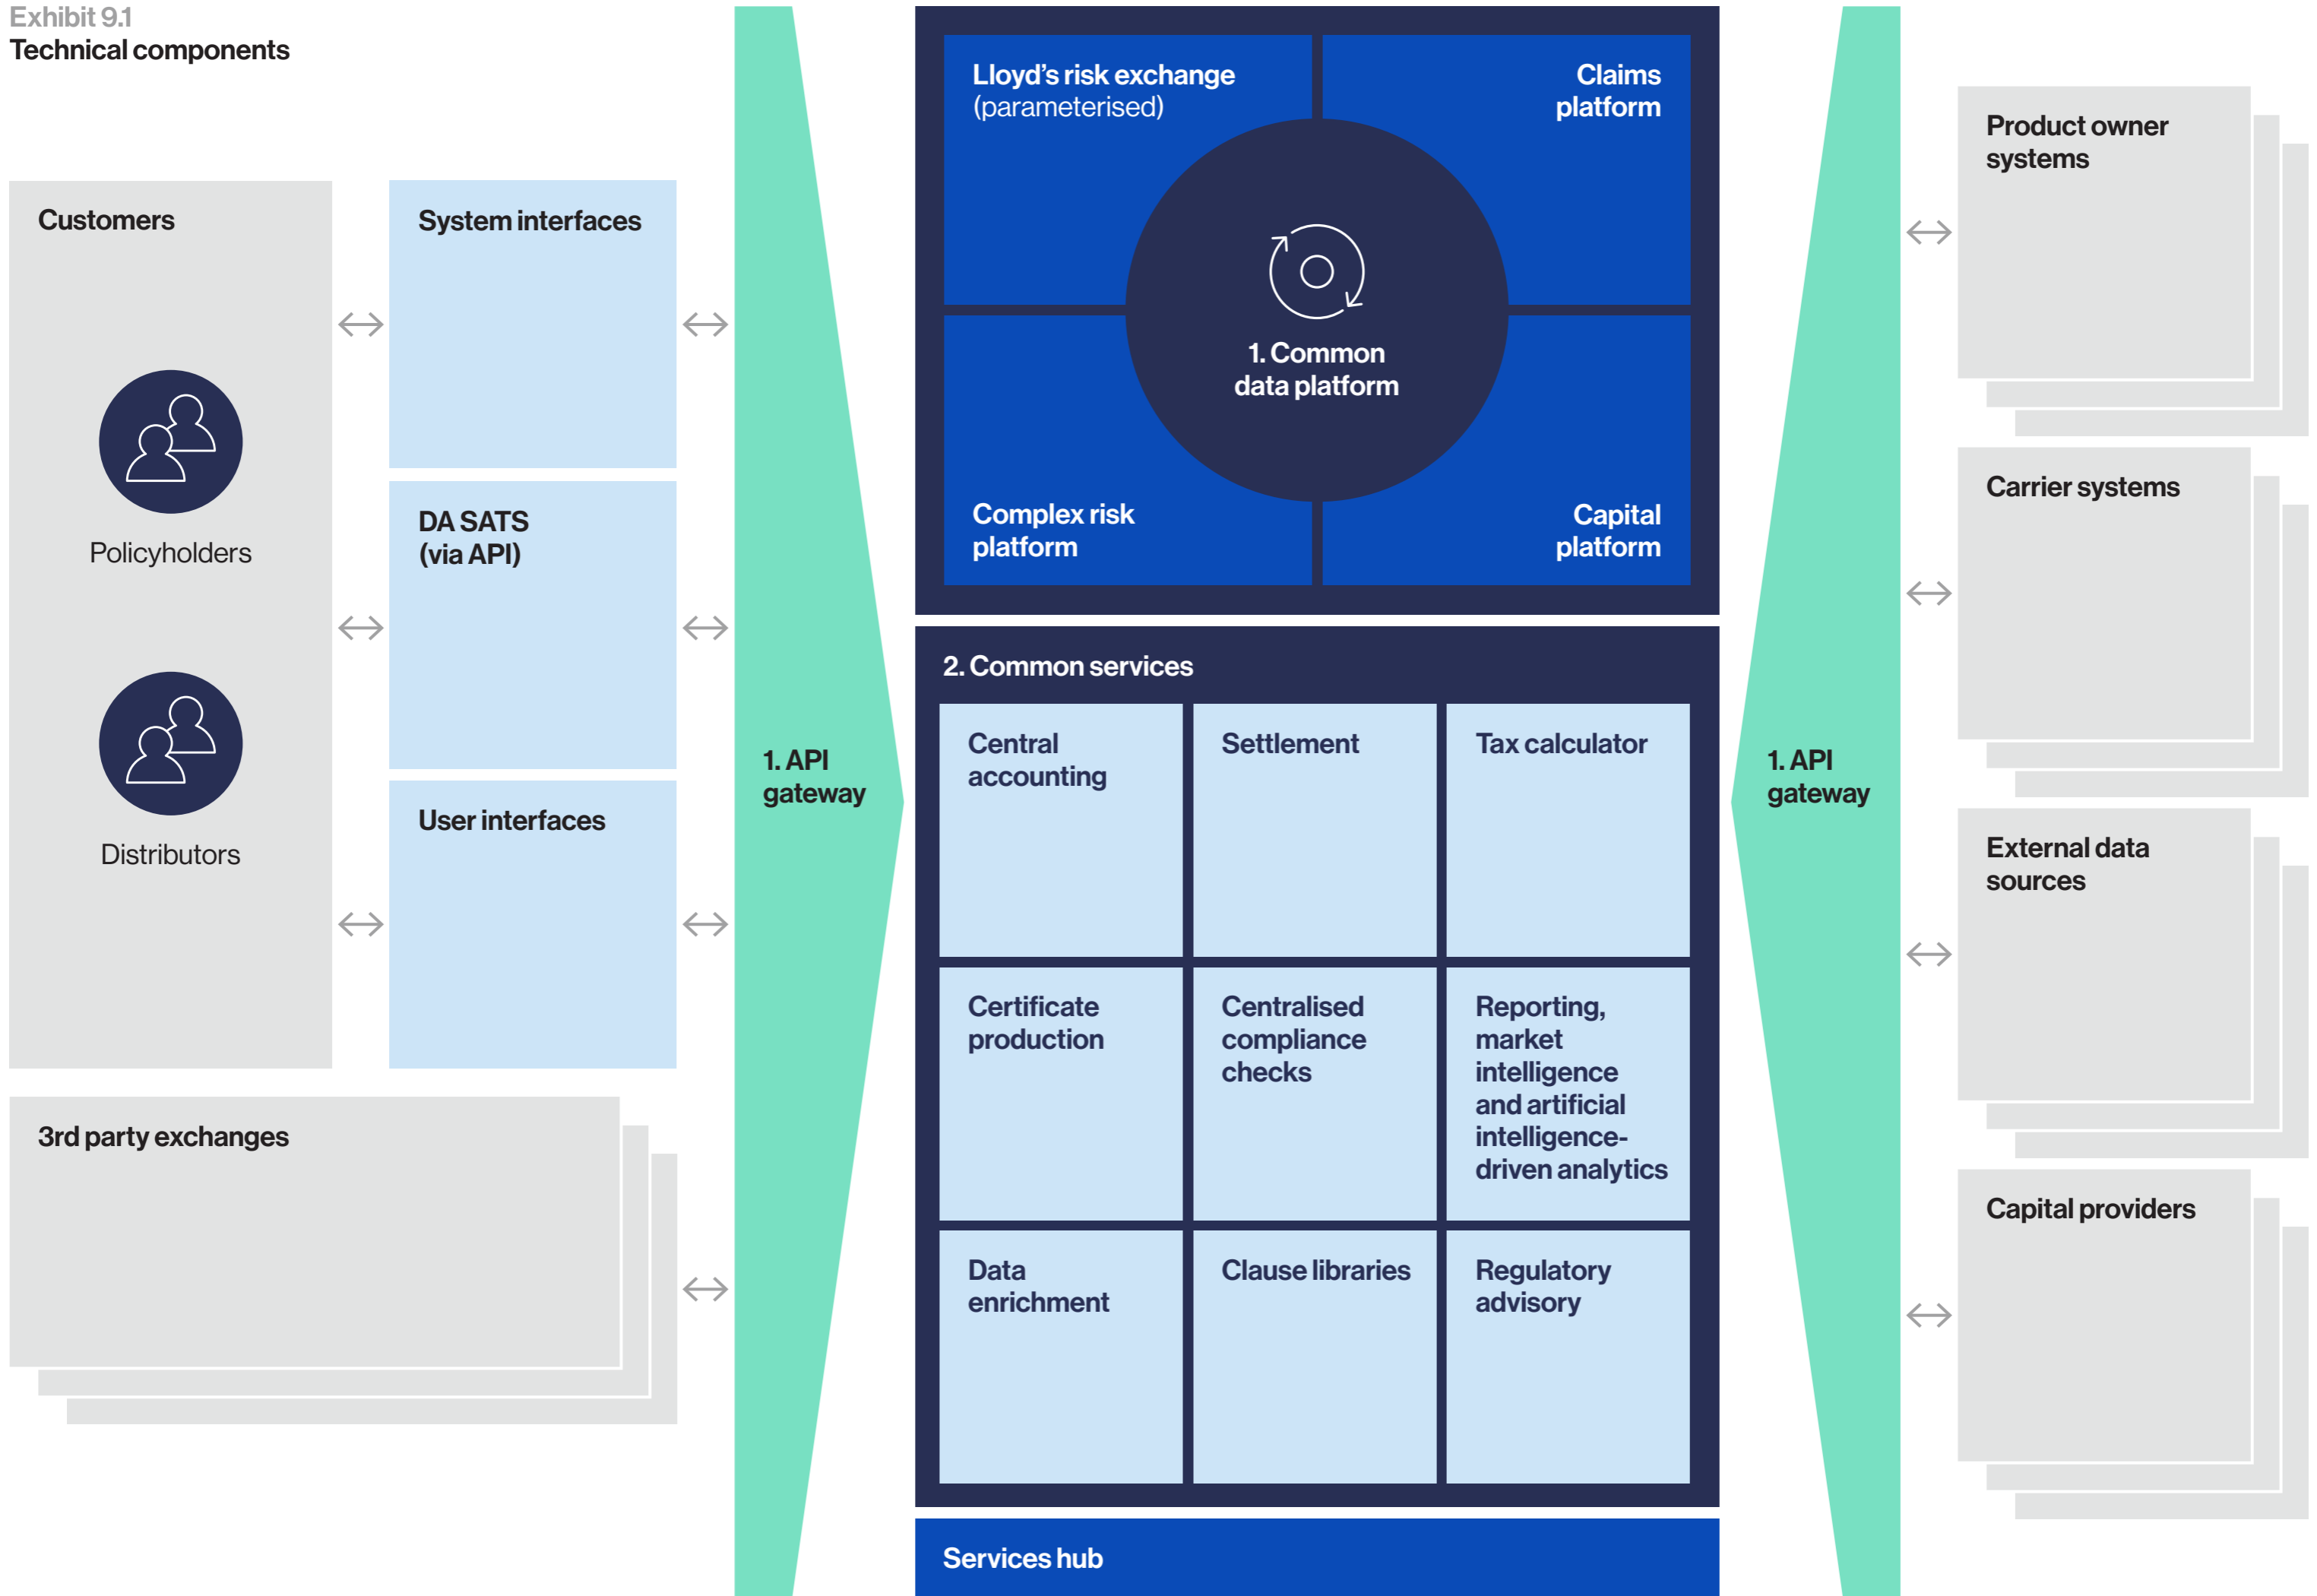 Exhibit 9.1
Technical components
Customers
Policyholders
Distributors
System interfaces
DA SATS
(via API)
User interfaces
3rd party exchanges
1. API
gateway
Lloyd's risk exchange
(parameterised)
Claims
platform
1. Common
data platform
Complex risk
platform
Capital
platform
2. Common services
Central
accounting
Settlement
Tax calculator
Certificate
production
Centralised
compliance
checks
Reporting,
market
intelligence
and artificial
intelligence-
driven analytics
Data
enrichment
Clause libraries
Regulatory
advisory
Services hub
1. API
gateway
Product owner
systems
Carrier systems
External data
sources
Capital providers